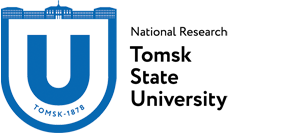 National Research
Tomsk
State
University
U
TOMSK-1878